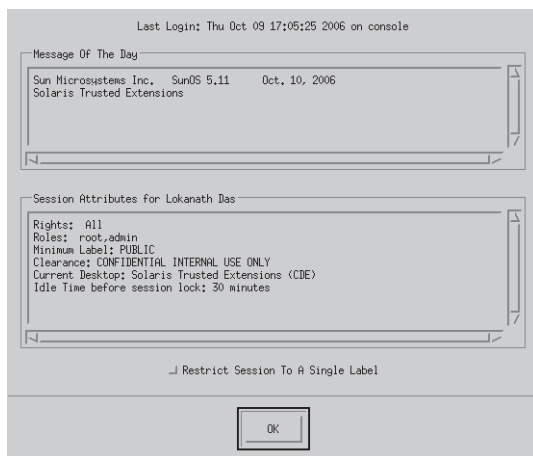 Last Login: Thu Oct 09 17:05:25 2006 on console
Message Of The Day
Sun Microsystems Inc.   SunOS 5.11      Oct. 10, 2006
Solaris Trusted Extensions
Session Attributes for Lokanath Das
Rights:  All
Roles:  root,admin
Minimum Label: PUBLIC
Clearance: CONFIDENTIAL INTERNAL USE ONLY
Current Desktop: Solaris Trusted Extensions (CDE)
Idle Time before session lock: 30 minutes
Restrict Session To A Single Label
OK